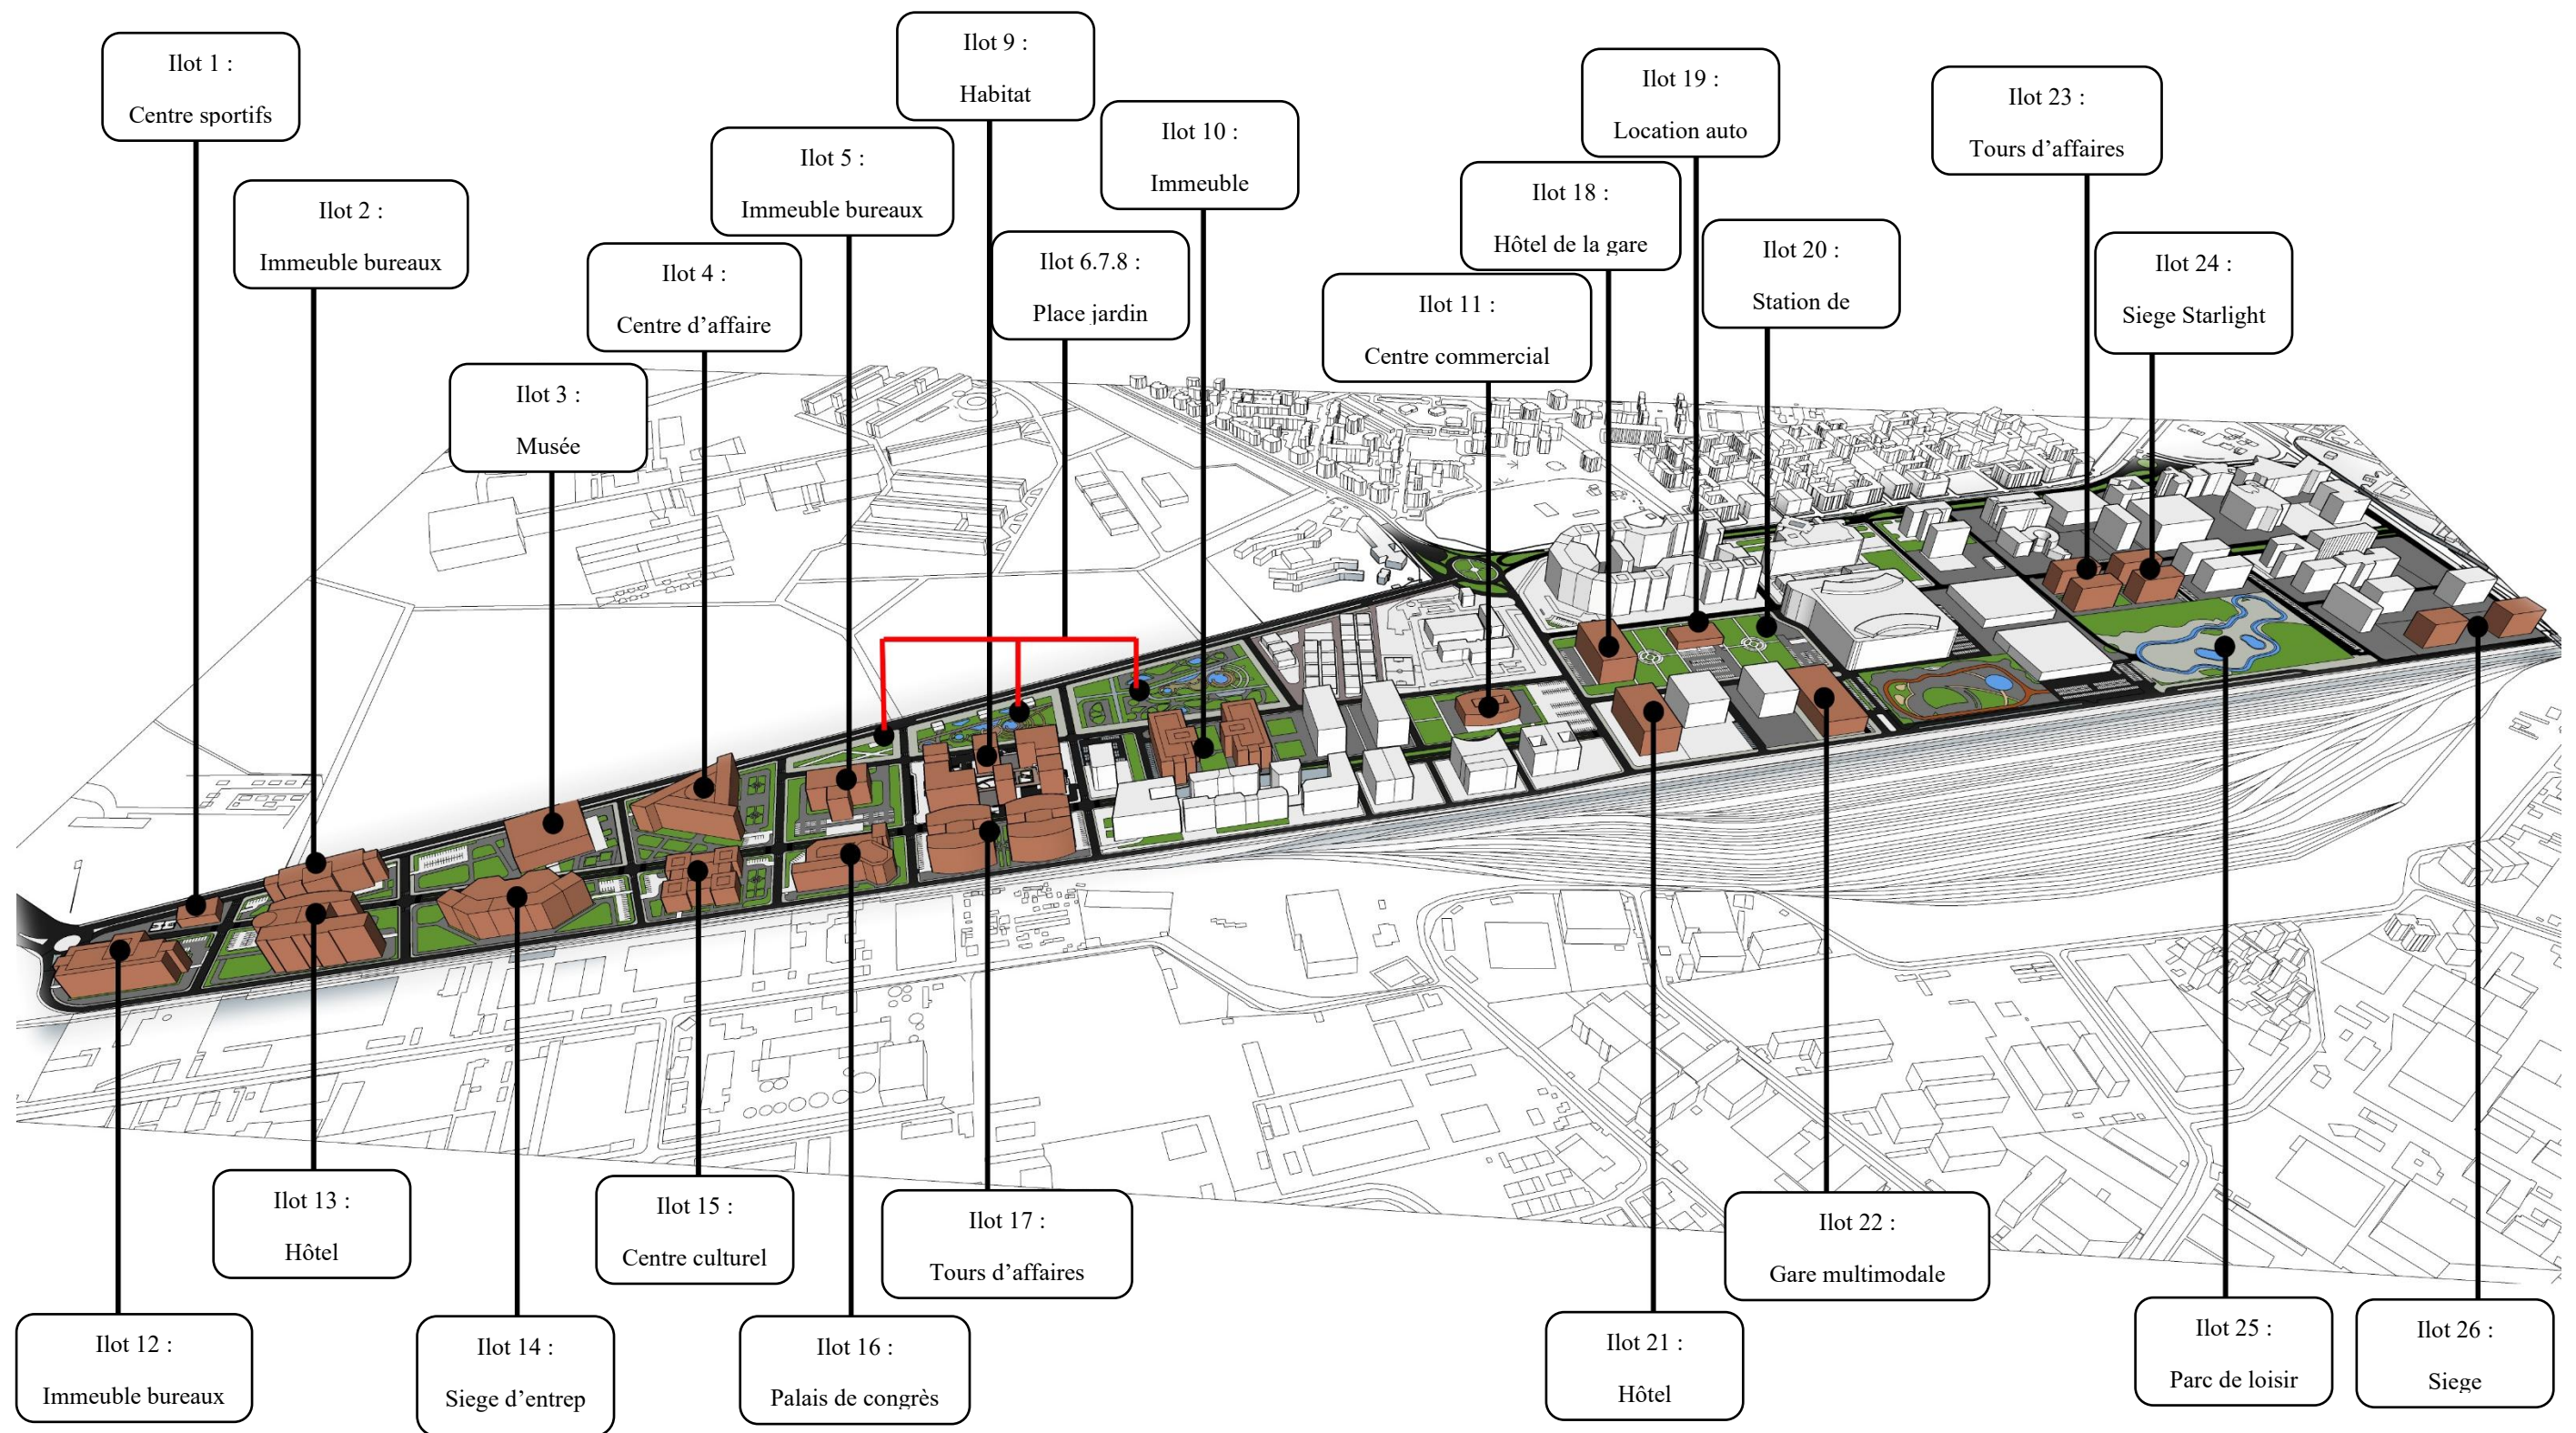 Ilot 1 :
Centre sportifs
Ilot 2 :
Immeuble bureaux
Ilot 3 :
Musée
Ilot 4 :
Centre d’affaire
Ilot 5 :
Immeuble bureaux
Ilot 9 :
Habitat
Ilot 6.7.8 :
Place jardin
Ilot 10 :
Immeuble
Ilot 11 :
Centre commercial
Ilot 18 :
Hôtel de la gare
Ilot 19 :
Location auto
Ilot 20 :
Station de
Ilot 23 :
Tours d’affaires
Ilot 24 :
Siege Starlight
Ilot 12 :
Immeuble bureaux
Ilot 13 :
Hôtel
Ilot 14 :
Siege d’entrep
Ilot 15 :
Centre culturel
Ilot 16 :
Palais de congrès
Ilot 17 :
Tours d’affaires
Ilot 21 :
Hôtel
Ilot 22 :
Gare multimodale
Ilot 25 :
Parc de loisir
Ilot 26 :
Siege